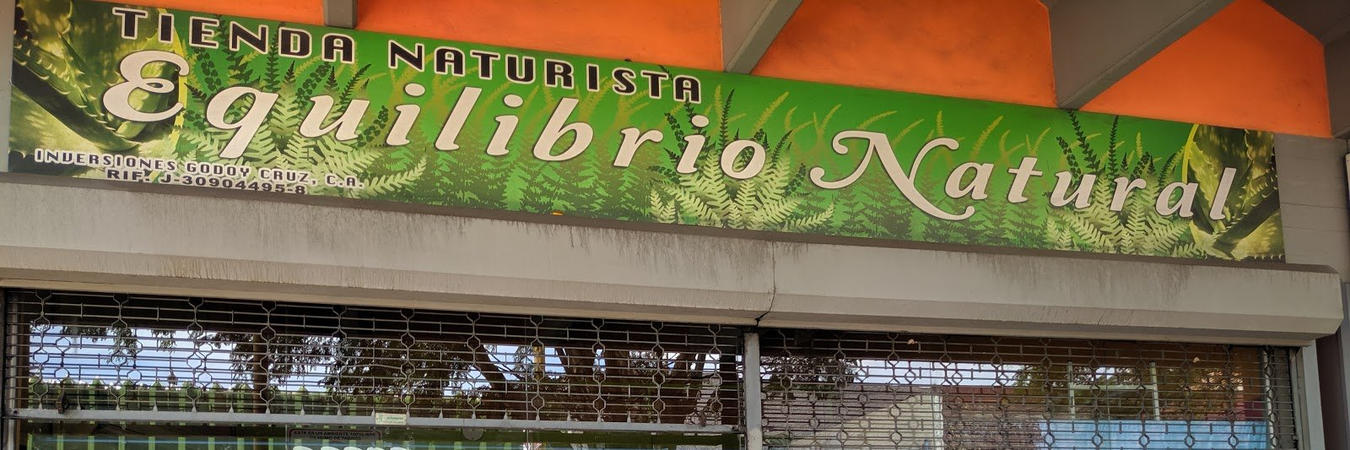 TIENDA NATURISTA
Equilibrio Natural
INVERSIONES GODOY CRUZ, C.A.
RIF: J-30904495-8